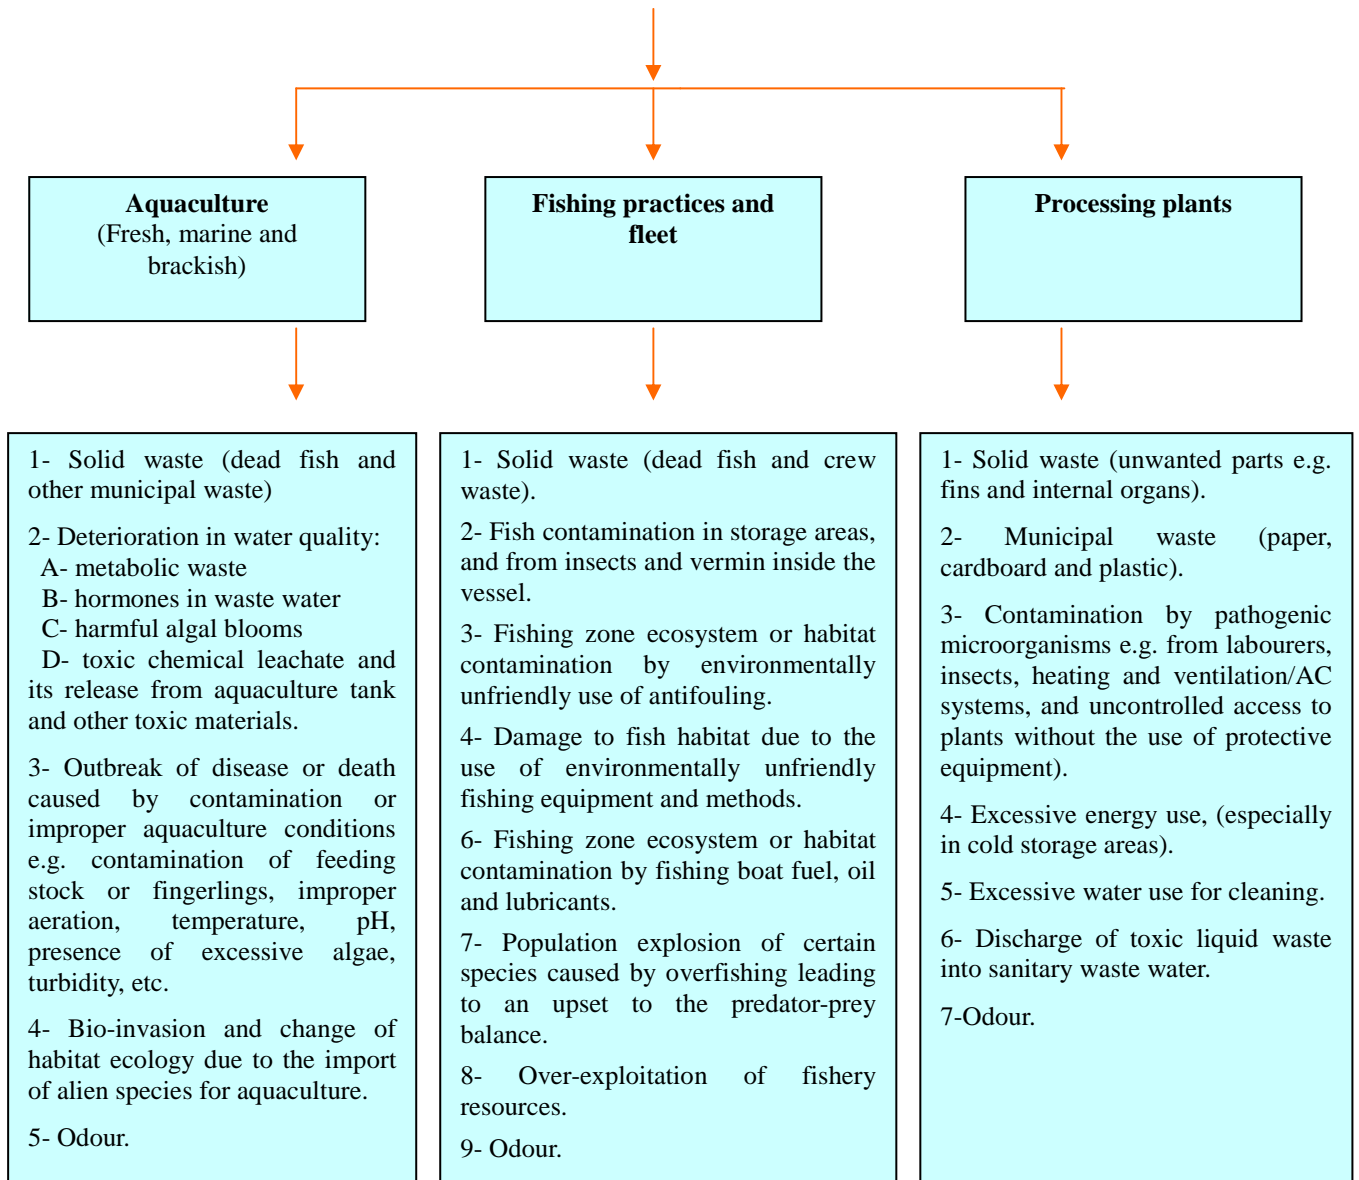 Aquaculture
(Fresh, marine and
brackish)
Fishing practices and
fleet
Processing plants
1- Solid waste (dead fish and
other municipal waste)
2- Deterioration in water quality:
A- metabolic waste
B- hormones in waste water
C- harmful algal blooms
D- toxic chemical leachate and
its release from aquaculture tank
and other toxic materials.
3- Outbreak of disease or death
caused by contamination or
improper aquaculture conditions
e.g. contamination of feeding
stock or fingerlings, improper
aeration, temperature, pH,
presence of excessive algae,
turbidity, etc.
4- Bio-invasion and change of
habitat ecology due to the import
of alien species for aquaculture.
5- Odour.
1- Solid waste (dead fish and crew
waste).
2- Fish contamination in storage areas,
and from insects and vermin inside the
vessel.
3- Fishing zone ecosystem or habitat
contamination by environmentally
unfriendly use of antifouling.
4- Damage to fish habitat due to the
use of environmentally unfriendly
fishing equipment and methods.
6- Fishing zone ecosystem or habitat
contamination by fishing boat fuel, oil
and lubricants.
7- Population explosion of certain
species caused by overfishing leading
to an upset to the predator-prey
balance.
8- Over-exploitation of fishery
resources.
9- Odour.
1- Solid waste (unwanted parts e.g.
fins and internal organs).
2- Municipal waste (paper,
cardboard and plastic).
3- Contamination by pathogenic
microorganisms e.g. from labourers,
insects, heating and ventilation/AC
systems, and uncontrolled access to
plants without the use of protective
equipment).
4- Excessive energy use, (especially
in cold storage areas).
5- Excessive water use for cleaning.
6- Discharge of toxic liquid waste
into sanitary waste water.
7-Odour.